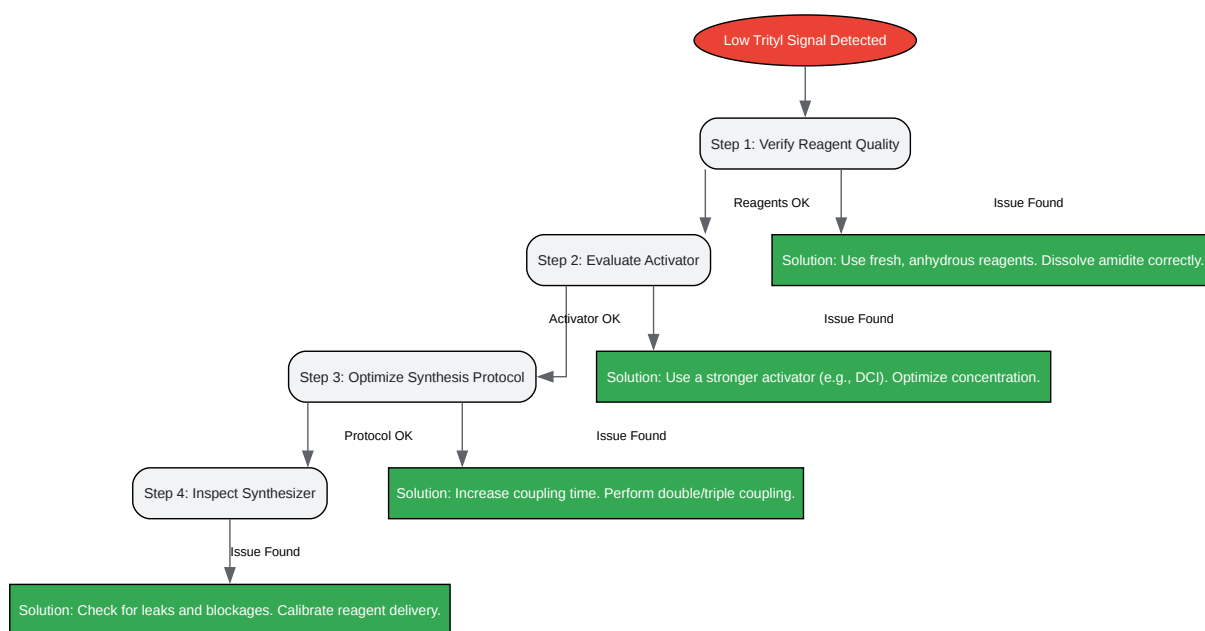 Low Trityl Signal Detected
Step 1: Verify Reagent Quality
Reagents OK
Issue Found
Step 2: Evaluate Activator
Solution: Use fresh, anhydrous reagents. Dissolve amidite correctly.
Activator OK
Issue Found
Step 3: Optimize Synthesis Protocol
Solution: Use a stronger activator (e.g., DCI). Optimize concentration.
Protocol OK
Issue Found
Step 4: Inspect Synthesizer
Solution: Increase coupling time. Perform double/triple coupling.
Issue Found
Solution: Check for leaks and blockages. Calibrate reagent delivery.